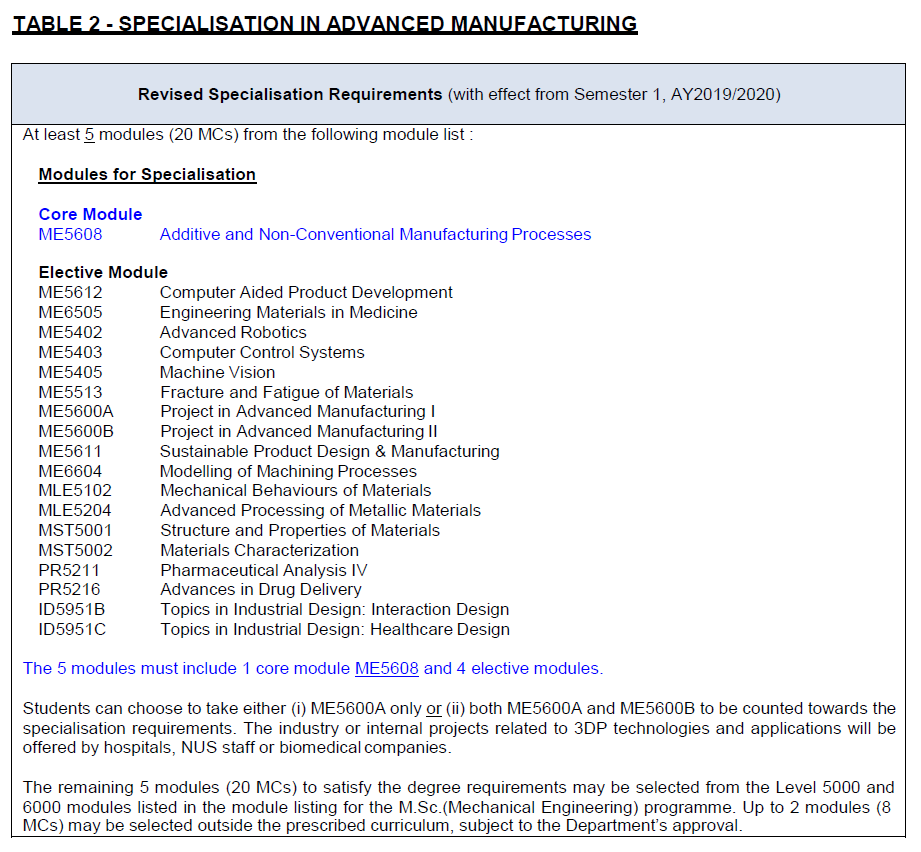 TABLE 2 - SPECIALISATION IN ADVANCED MANUFACTURING
Revised Specialisation Requirements (with effect from Semester 1, AY2019/2020)
At least 5 modules (20 MCs) from the following module list :
Modules for Specialisation
Core Module
ME5608 Additive and Non-Conventional Manufacturing Processes
Elective Module
ME5612 Computer Aided Product Development
ME6505 Engineering Materials in Medicine
ME5402 Advanced Robotics
ME5403 Computer Control Systems
ME5405 Machine Vision
ME5513 Fracture and Fatigue of Materials
ME5600A Project in Advanced Manufacturing I
ME5600B Project in Advanced Manufacturing II
ME5611 Sustainable Product Design & Manufacturing
ME6604 Modelling of Machining Processes
MLE5102 Mechanical Behaviours of Materials
MLE5204 Advanced Processing of Metallic Materials
MST5001 Structure and Properties of Materials
MST5002 Materials Characterization
PR5211 Pharmaceutical Analysis IV
PR5216 Advances in Drug Delivery
ID5951B Topics in Industrial Design: Interaction Design
ID5951C Topics in Industrial Design: Healthcare Design
The 5 modules must include 1 core module ME5608 and 4 elective modules.
Students can choose to take either (i) ME5600A only or (ii) both ME5600A and ME5600B to be counted towards the
specialisation requirements. The industry or internal projects related to 3DP technologies and applications will be
offered by hospitals, NUS staff or biomedical companies.
The remaining 5 modules (20 MCs) to satisfy the degree requirements may be selected from the Level 5000 and
6000 modules listed in the module listing for the M.Sc.(Mechanical Engineering) programme. Up to 2 modules (8
MCs) may be selected outside the prescribed curriculum, subject to the Department's approval.